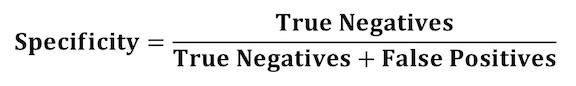 Specificity = True Negatives / True Negatives + False Positives